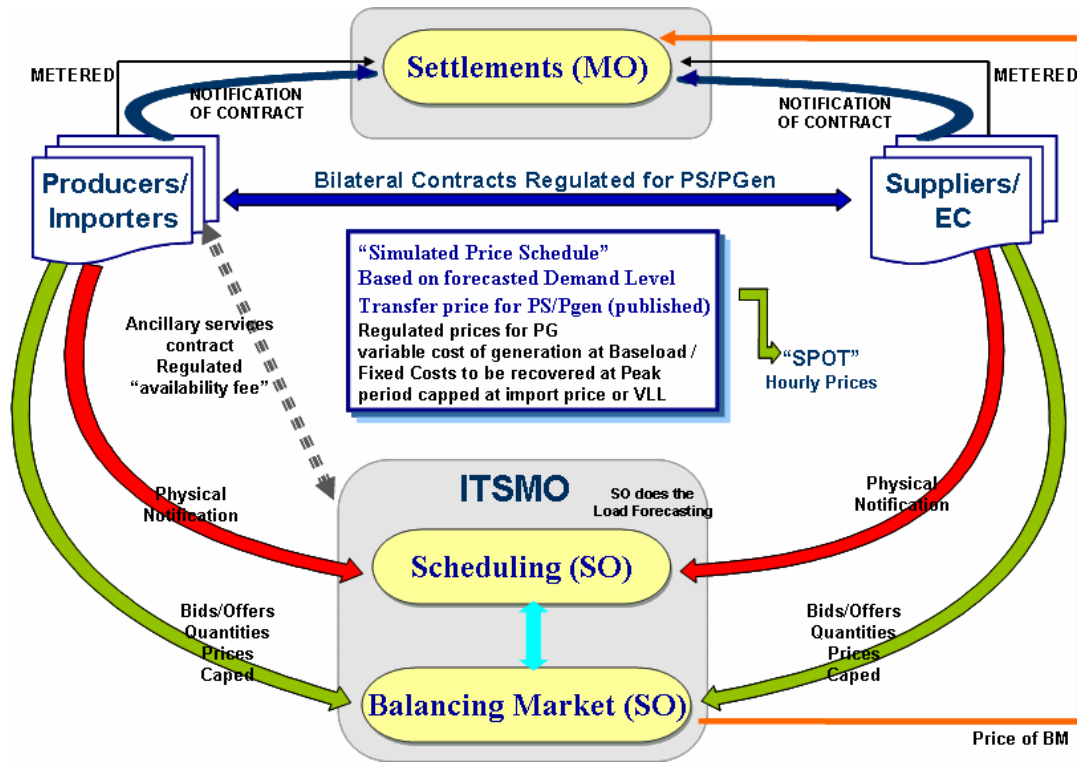 Settlements (MO)
METERED
METERED
NOTIFICATION
OF CONTRACT
NOTIFICATION
OF CONTRACT
Producers/
Importers
Bilateral Contracts Regulated for PS/PGen
Suppliers/
EC
“Simulated Price Schedule”
Based on forecasted Demand Level
Transfer price for PS/Pgen (published)
Regulated prices for PG
variable cost of generation at Baseload /
Fixed Costs to be recovered at Peak
period capped at import price or VLL
Ancillary services
contract
Regulated
“availability fee”
“SPOT”
Hourly Prices
ITSMO
SO does the
Load Forecasting
Physical
Notification
Physical
Notification
Scheduling (SO)
Bids/Offers
Quantities
Prices
Caped
Bids/Offers
Quantities
Prices
Caped
Balancing Market (SO)
Price of BM